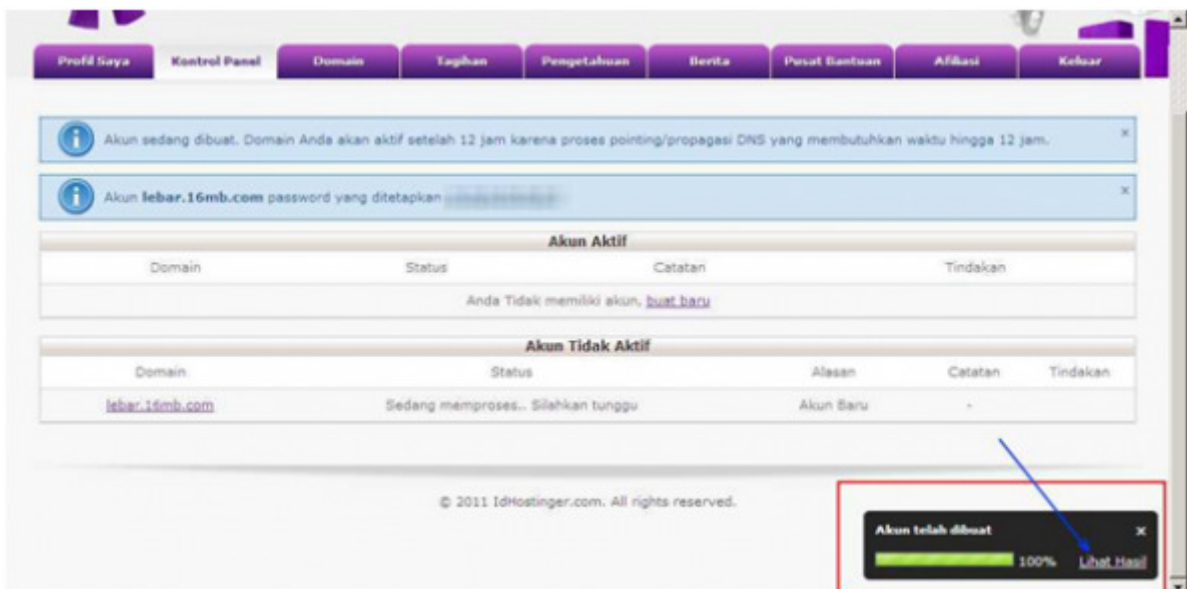 Profil Saya Kontrol Panel Domain Tagihan Pengetahuan Berita Pusat Bantuan Afiliasi Keluar
Akun sedang dibuat. Domain Anda akan aktif setelah 12 jam karena proses pointing/propagasi DNS yang membutuhkan waktu hingga 12 jam.
Akun lebar.16mb.com password yang ditetapkan
Akun Aktif
Domain Status Catatan Tindakan
Anda Tidak memiliki akun, buat baru
Akun Tidak Aktif
Domain Status Alasan Catatan Tindakan
lebar.16mb.com Sedang memproses.. Silahkan tunggu Akun Baru -
© 2011 IdHostinger.com. All rights reserved.
Akun telah dibuat
100% Lihat Hasil